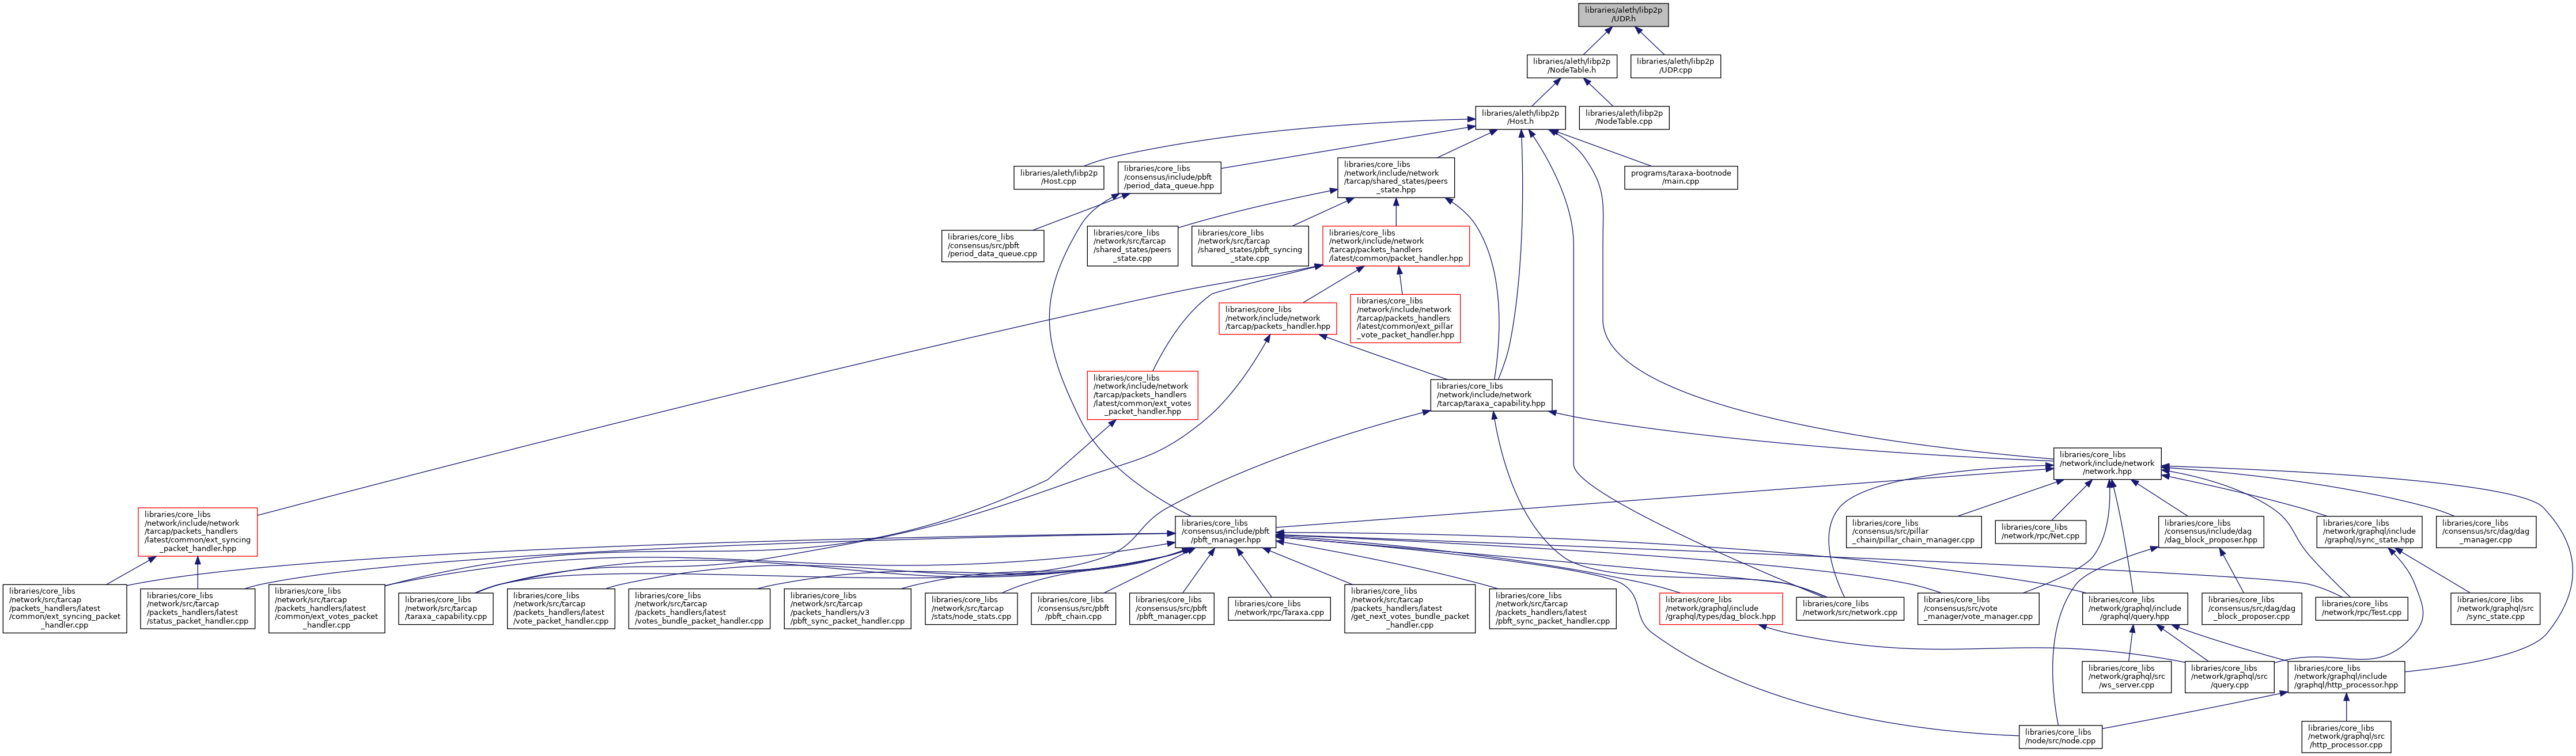 libraries/aleth/libp2p
/UDP.h
libraries/aleth/libp2p
/NodeTable.h
libraries/aleth/libp2p
/UDP.cpp
libraries/aleth/libp2p
/Host.h
libraries/aleth/libp2p
/NodeTable.cpp
libraries/aleth/libp2p
/Host.cpp
libraries/core_libs
/consensus/include/pbft
/period_data_queue.hpp
libraries/core_libs
/network/include/network
/tarcap/shared_states/peers
_state.hpp
programs/taraxa-bootnode
/main.cpp
libraries/core_libs
/consensus/src/pbft
/period_data_queue.cpp
libraries/core_libs
/network/src/tarcap
/shared_states/peers
_state.cpp
libraries/core_libs
/network/src/tarcap
/shared_states/pbft_syncing
_state.cpp
libraries/core_libs
/network/include/network
/tarcap/packets_handlers
/latest/common/packet_handler.hpp
libraries/core_libs
/network/include/network
/tarcap/packets_handler.hpp
libraries/core_libs
/network/include/network
/tarcap/packets_handlers
/latest/common/ext_pillar
_vote_packet_handler.hpp
libraries/core_libs
/network/include/network
/tarcap/packets_handlers
/latest/common/ext_votes
_packet_handler.hpp
libraries/core_libs
/network/include/network
/tarcap/taraxa_capability.hpp
libraries/core_libs
/network/include/network
/network.hpp
libraries/core_libs
/network/include/network
/tarcap/packets_handlers
/latest/common/ext_syncing
_packet_handler.hpp
libraries/core_libs
/consensus/include/pbft
/pbft_manager.hpp
libraries/core_libs
/consensus/src/pillar
_chain/pillar_chain_manager.cpp
libraries/core_libs
/network/rpc/Net.cpp
libraries/core_libs
/consensus/include/dag
/dag_block_proposer.hpp
libraries/core_libs
/network/graphql/include
/graphql/sync_state.hpp
libraries/core_libs
/consensus/src/dag/dag
_manager.cpp
libraries/core_libs
/network/src/tarcap
/packets_handlers/latest
/common/ext_syncing_packet
_handler.cpp
libraries/core_libs
/network/src/tarcap
/packets_handlers/latest
/status_packet_handler.cpp
libraries/core_libs
/network/src/tarcap
/packets_handlers/latest
/common/ext_votes_packet
_handler.cpp
libraries/core_libs
/network/src/tarcap
/taraxa_capability.cpp
libraries/core_libs
/network/src/tarcap
/packets_handlers/latest
/vote_packet_handler.cpp
libraries/core_libs
/network/src/tarcap
/packets_handlers/latest
/votes_bundle_packet_handler.cpp
libraries/core_libs
/network/src/tarcap
/packets_handlers/v3
/pbft_sync_packet_handler.cpp
libraries/core_libs
/network/src/tarcap
/stats/node_stats.cpp
libraries/core_libs
/consensus/src/pbft
/pbft_chain.cpp
libraries/core_libs
/consensus/src/pbft
/pbft_manager.cpp
libraries/core_libs
/network/rpc/Taraxa.cpp
libraries/core_libs
/network/src/tarcap
/packets_handlers/latest
/get_next_votes_bundle_packet
_handler.cpp
libraries/core_libs
/network/src/tarcap
/packets_handlers/latest
/pbft_sync_packet_handler.cpp
libraries/core_libs
/network/graphql/include
/graphql/types/dag_block.hpp
libraries/core_libs
/network/src/network.cpp
libraries/core_libs
/consensus/src/vote
_manager/vote_manager.cpp
libraries/core_libs
/network/graphql/include
/graphql/query.hpp
libraries/core_libs
/consensus/src/dag/dag
_block_proposer.cpp
libraries/core_libs
/network/rpc/Test.cpp
libraries/core_libs
/network/graphql/src
/sync_state.cpp
libraries/core_libs
/network/graphql/src
/ws_server.cpp
libraries/core_libs
/network/graphql/src
/query.cpp
libraries/core_libs
/network/graphql/include
/graphql/http_processor.hpp
libraries/core_libs
/node/src/node.cpp
libraries/core_libs
/network/graphql/src
/http_processor.cpp